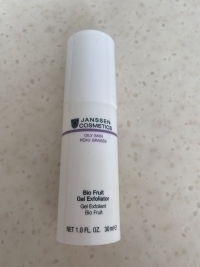 JANSSEN
COSMETICS
OILY SKIN
PEAU GRASSE
Bio Fruit
Gel Exfoliator
Gel Exfoliant
Bio Fruit
NET 1.0 FL. OZ. 30 ml e